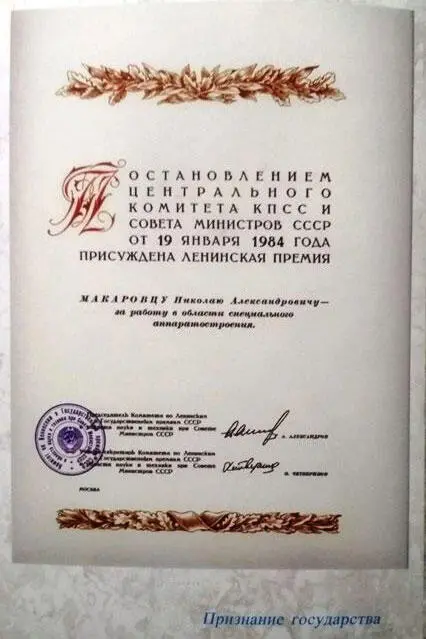 ПОСТАНОВЛЕНИЕМ
ЦЕНТРАЛЬНОГО
КОМИТЕТА КПСС И
СОВЕТА МИНИСТРОВ СССР
ОТ 19 ЯНВАРЯ 1984 ГОДА
ПРИСУЖДЕНА ЛЕНИНСКАЯ ПРЕМИЯ
МАКАРОВЦУ Николаю Александровичу—
за работу в области специального
аппаратостроения.
Председатель Комитета по Ленинским
Государственным премиям СССР
области науки и техники при Совете
Министров СССР
А. АЛЕКСАНДРОВ
секретарь Комитета по Ленинским
Государственным премиям СССР
области науки и техники при Совете
Министров СССР
МОСКВА
Признание государства